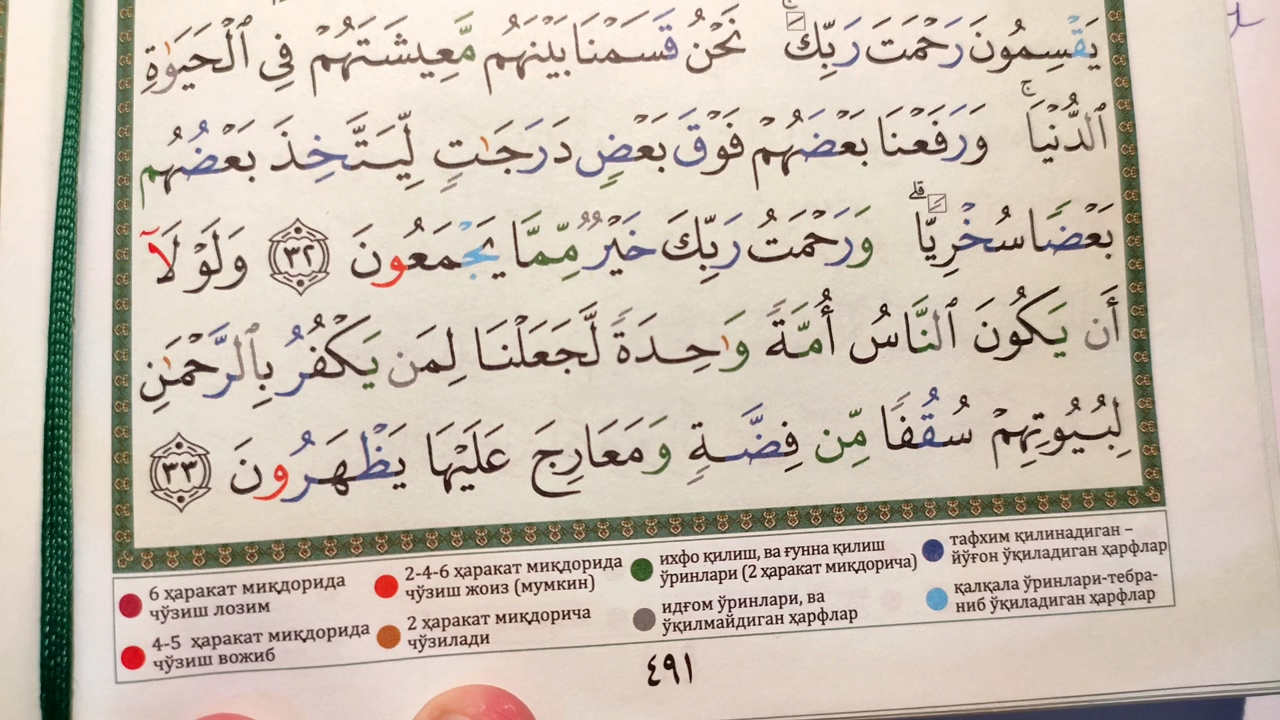 يَقْسِمُونَ رَحْمَتَ رَبِّكَ ۚ نَحْنُ قَسَمْنَا بَيْنَهُمْ مَّعِيشَتَهُمْ فِى ٱلْحَيَوٰةِ
ٱلدُّنْيَا ۚ وَرَفَعْنَا بَعْضَهُمْ فَوْقَ بَعْضٍ دَرَجَـٰتٍ لِّيَتَّخِذَ بَعْضُهُم
بَعْضًا سُخْرِيًّا ۗ وَرَحْمَتُ رَبِّكَ خَيْرٌ مِّمَّا يَجْمَعُونَ ٣٢ وَلَوْلَآ
أَن يَكُونَ ٱلنَّاسُ أُمَّةً وَٰحِدَةً لَّجَعَلْنَا لِمَن يَكْفُرُ بِٱلرَّحْمَـٰنِ
لِبُيُوتِهِمْ سُقُفًا مِّن فِضَّةٍ وَمَعَارِجَ عَلَيْهَا يَظْهَرُونَ ٣٣
6 ҳаракат миқдорида
чўзиш лозим
4-5 ҳаракат миқдорида
чўзиш вожиб
2-4-6 ҳаракат миқдорида
чўзиш жоиз (мумкин)
2 ҳаракат миқдорича
чўзилади
ихфо қилиш, ва ғунна қилиш
ўринлари (2 ҳаракат миқдорича)
идғом ўринлари, ва
ўқилмайдиган ҳарфлар
тафхим қилинадиган –
йўғон ўқиладиган ҳарфлар
қалқала ўринлари-тебра-
ниб ўқиладиган ҳарфлар
٤٩١